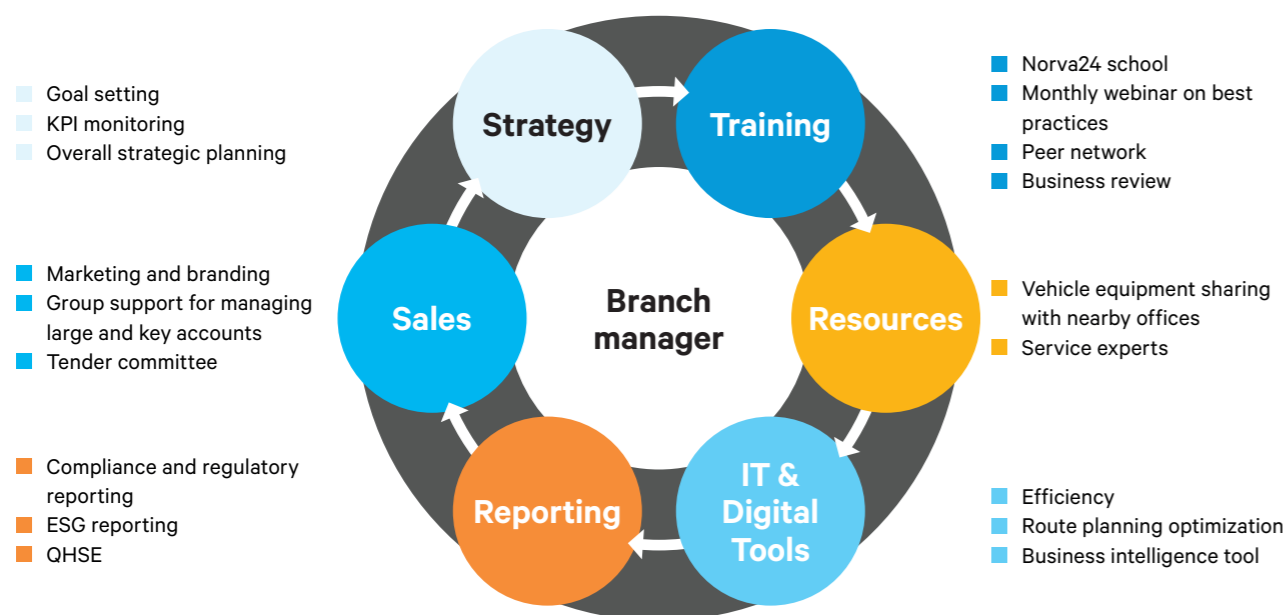 Goal setting
KPI monitoring
Overall strategic planning
Marketing and branding
Group support for managing
large and key accounts
Tender committee
Compliance and regulatory
reporting
ESG reporting
QHSE
Strategy
Training
Sales
Branch
manager
Resources
Reporting
IT &
Digital
Tools
Norva24 school
Monthly webinar on best
practices
Peer network
Business review
Vehicle equipment sharing
with nearby offices
Service experts
Efficiency
Route planning optimization
Business intelligence tool